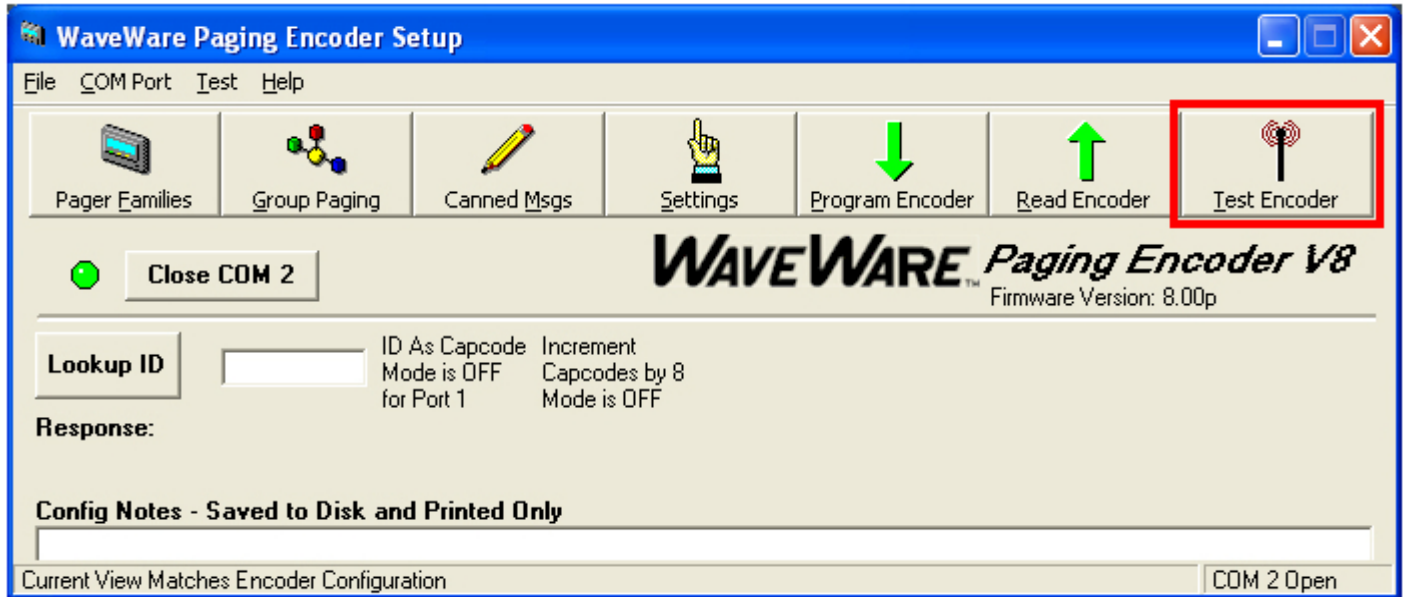 WaveWare Paging Encoder Setup
File COM Port Test Help
Pager Families Group Paging Canned Msgs Settings Program Encoder Read Encoder Test Encoder
Close COM 2
WAVEWARE™ Paging Encoder V8
Firmware Version: 8.00p
Lookup ID
ID As Capcode
Mode is OFF
for Port 1
Increment
Capcodes by 8
Mode is OFF
Response:
Config Notes - Saved to Disk and Printed Only
Current View Matches Encoder Configuration
COM 2 Open